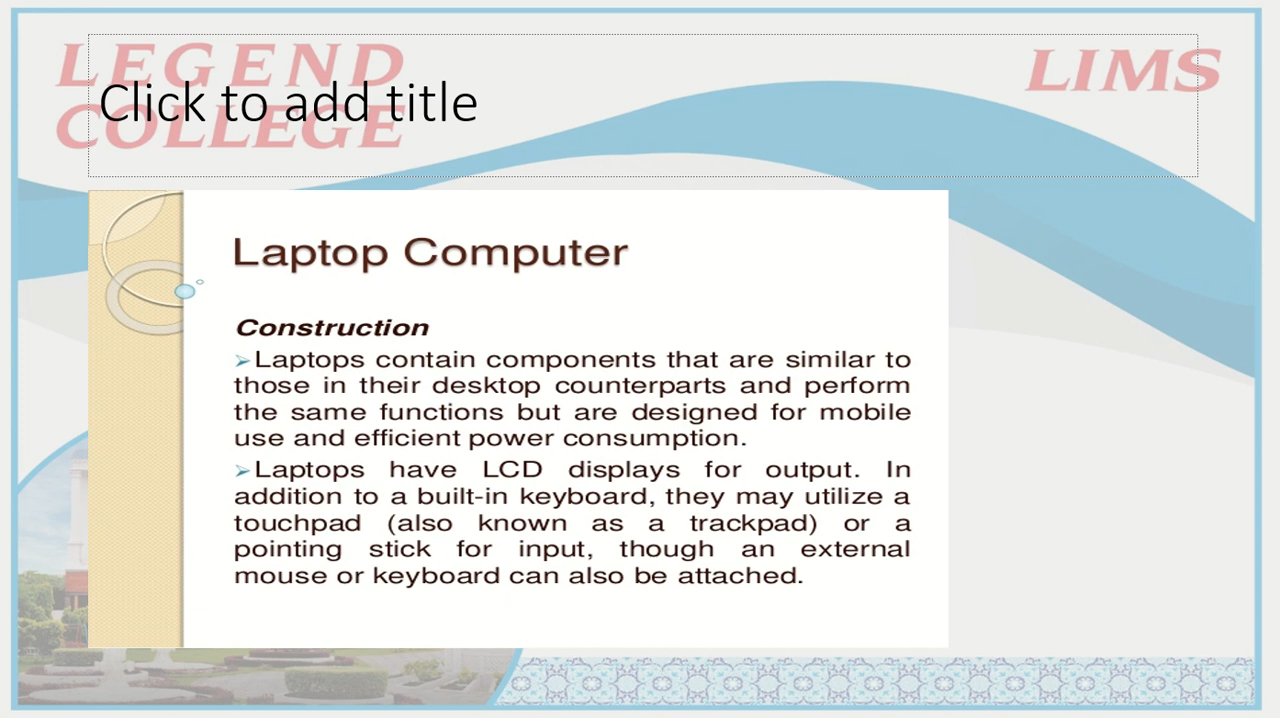 LEGEND
COLLEGE
LIMS
Click to add title
Laptop Computer
Construction
➢Laptops contain components that are similar to
those in their desktop counterparts and perform
the same functions but are designed for mobile
use and efficient power consumption.
➢Laptops have LCD displays for output. In
addition to a built-in keyboard, they may utilize a
touchpad (also known as a trackpad) or a
pointing stick for input, though an external
mouse or keyboard can also be attached.